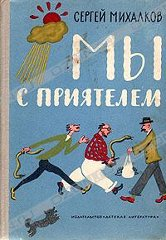 СЕРГЕЙ МИХАЛКОВ
МЫ
С ПРИЯТЕЛЕМ
ИЗДАТЕЛЬСТВО «ДЕТСКАЯ ЛИТЕРАТУРА»